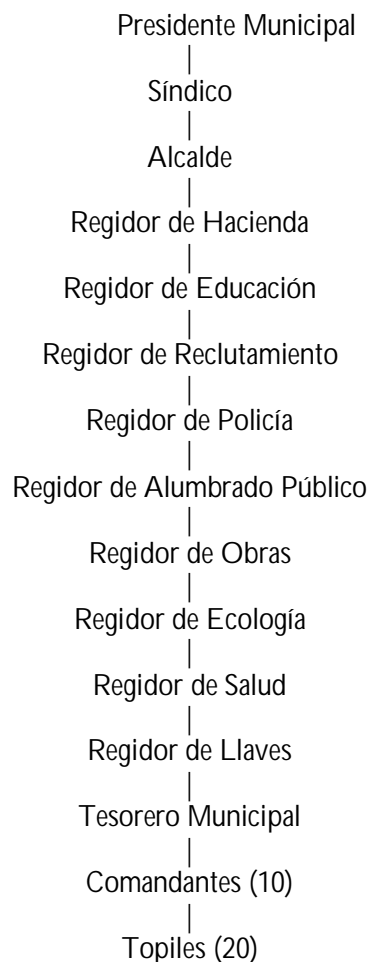 Presidente Municipal
Síndico
Alcalde
Regidor de Hacienda
Regidor de Educación
Regidor de Reclutamiento
Regidor de Policía
Regidor de Alumbrado Público
Regidor de Obras
Regidor de Ecología
Regidor de Salud
Regidor de Llaves
Tesorero Municipal
Comandantes (10)
Topiles (20)